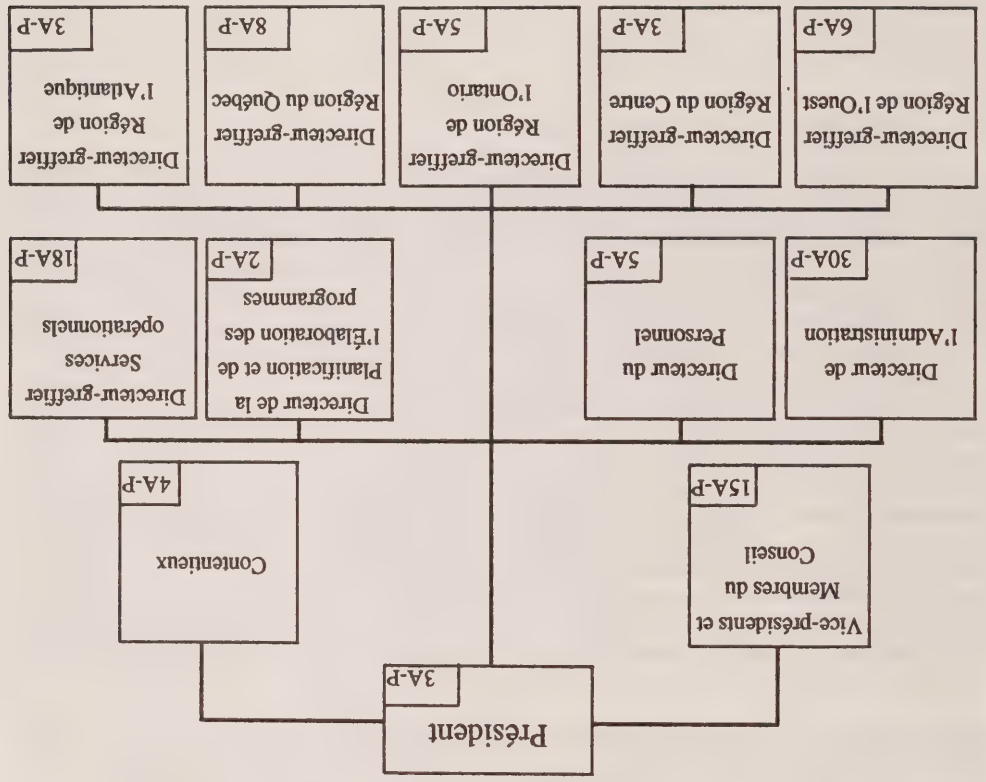 Président
3A-P
Vice-présidents et
Membres du
Conseil
15A-P
Contentieux
4A-P
Directeur de
l'Administration
30A-P
Directeur du
Personnel
5A-P
Directeur de la
Planification et de
l'Élaboration des
programmes
2A-P
Directeur-greffier
Services
opérationnels
18A-P
Directeur-greffier
Région de l'Ouest
6A-P
Directeur-greffier
Région du Centre
3A-P
Directeur-greffier
Région de
l'Ontario
5A-P
Directeur-greffier
Région du Québec
8A-P
Directeur-greffier
Région de
l'Atlantique
3A-P